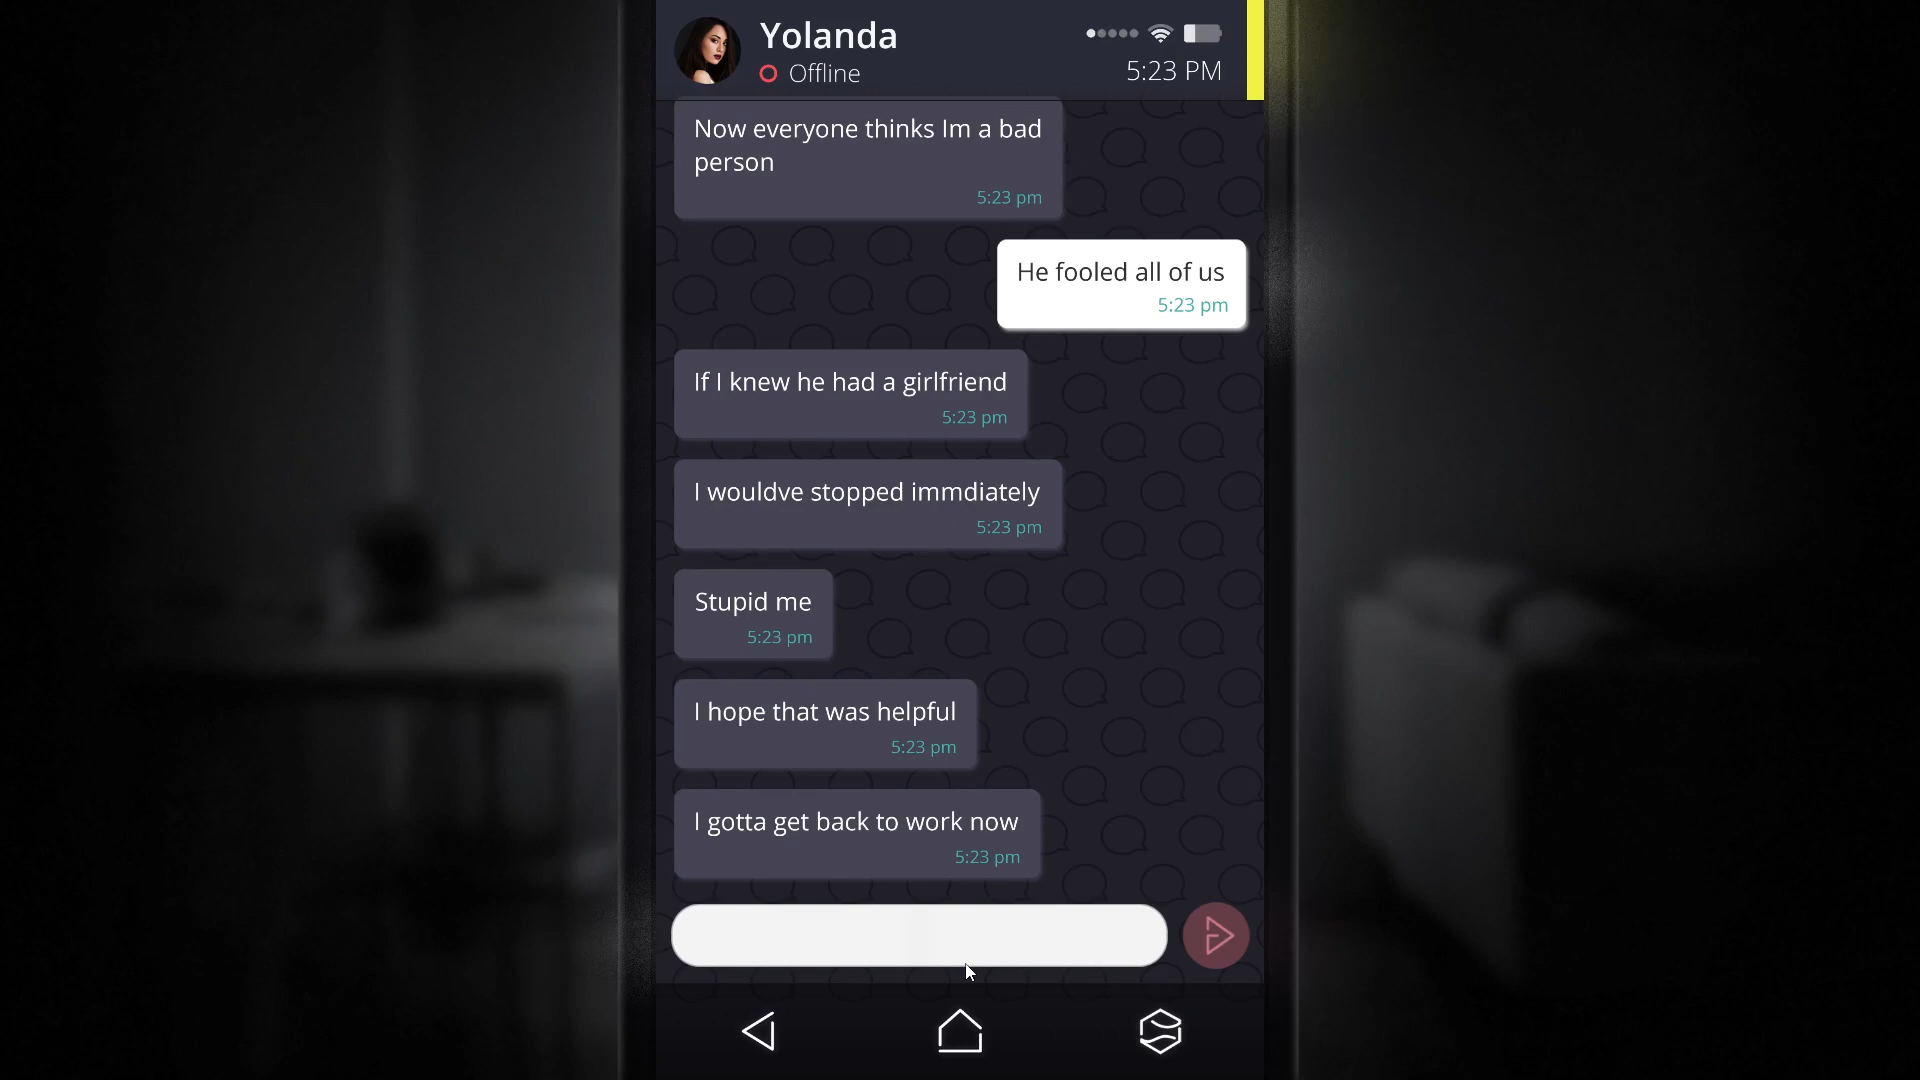 Yolanda
Offline
5:23 PM
Now everyone thinks Im a bad
person
5:23 pm
He fooled all of us
5:23 pm
If I knew he had a girlfriend
5:23 pm
I wouldve stopped immdiately
5:23 pm
Stupid me
5:23 pm
I hope that was helpful
5:23 pm
I gotta get back to work now
5:23 pm